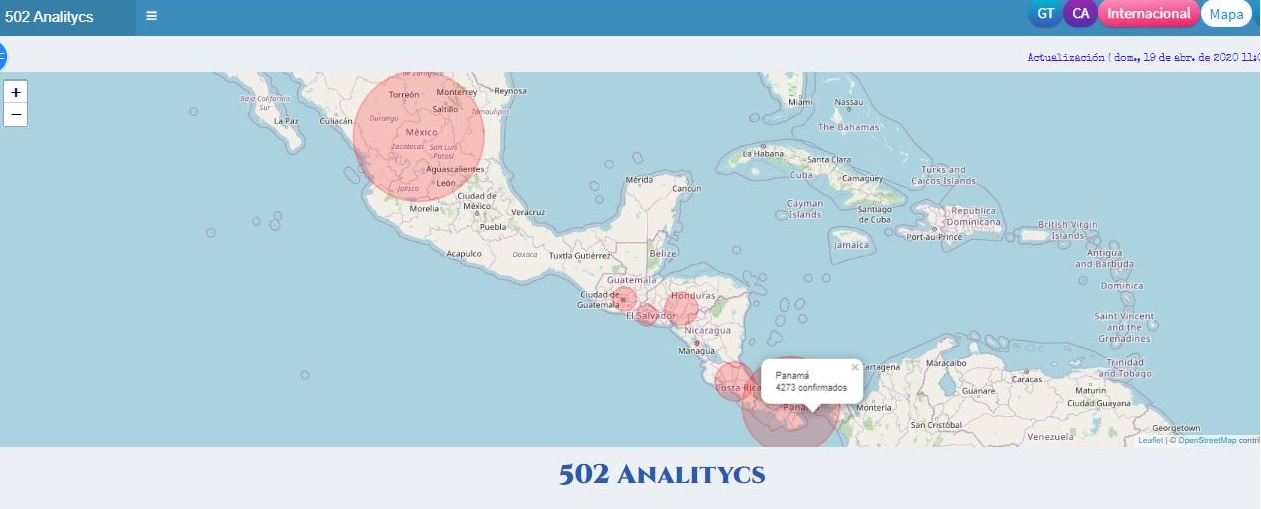 502 Analitycs
GT CA Internacional Mapa
Actualización ( dom., 19 de abr. de 2020 11:0
+
−
de Zaragoza
Torreón
Monterrey
Reynosa
Baja California
Sur
Saltillo
Tamaulipas
La Paz
Culiacán
Durango
México
Zacatecas
San Luis
Potosí
Aguascalientes
León
Jalisco
Ciudad de
México
Morelia
Veracruz
Puebla
Acapulco
Oaxaca
Tuxtla Gutiérrez
Mérida
Cancún
Belize
Guatemala
Ciudad de
Guatemala
Honduras
El Salvador
Nicaragua
Managua
Costa Rica
Panamá
4273 confirmados
×
Panamá
Miami
Nassau
The Bahamas
La Habana
Santa Clara
Cuba
Camagüey
Turks and
Caicos Islands
Cayman
Islands
Santiago
de Cuba
República
Dominicana
Port-au-Prince
Jamaica
British Virgin
Islands
Antigua
and Barbuda
Dominica
Saint Vincent
and the
Grenadines
Trinidad
and Tobago
Cartagena
Maracaibo
Caracas
Guanare
Maturín
Ciudad Guayana
Montería
San Cristóbal
Venezuela
Georgetown
Leaflet | © OpenStreetMap contri
502 Analitycs